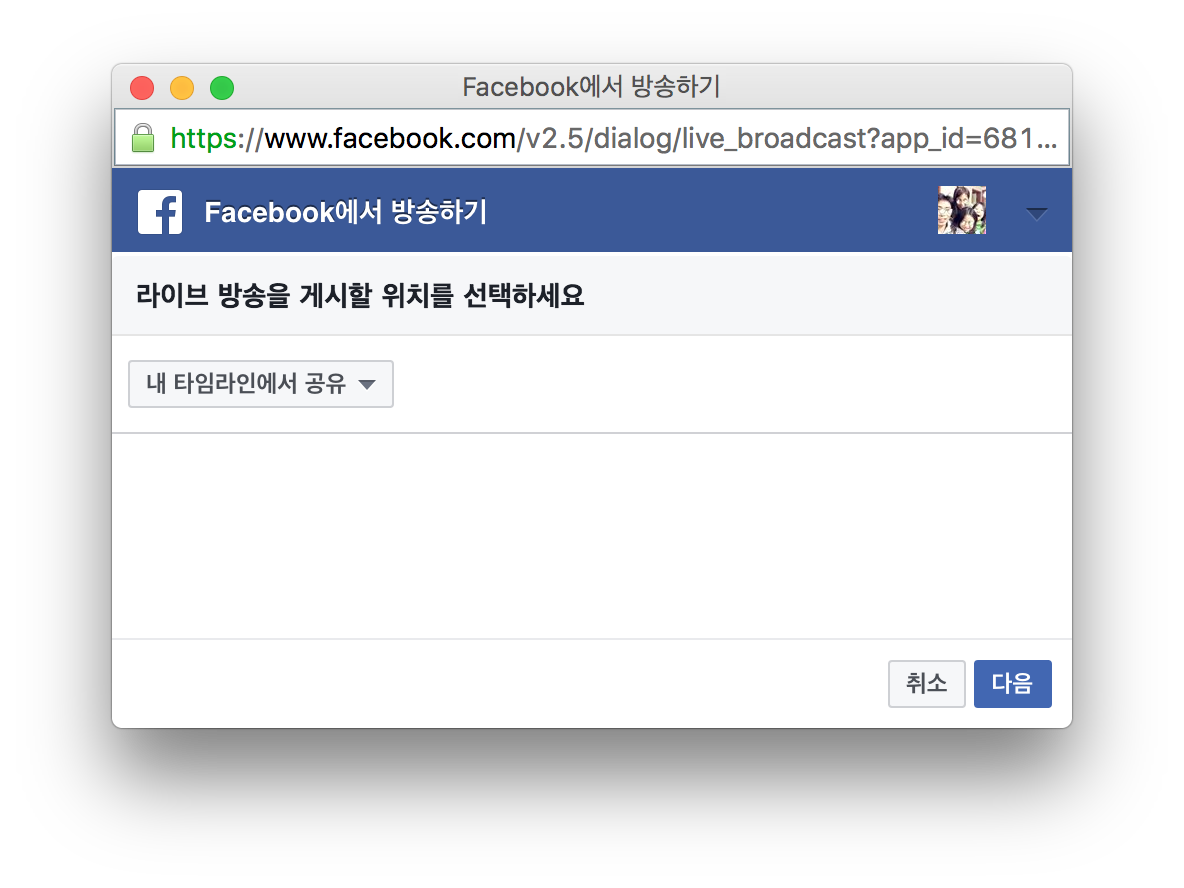 Facebook에서 방송하기
https://www.facebook.com/v2.5/dialog/live_broadcast?app_id=681...
Facebook에서 방송하기
라이브 방송을 게시할 위치를 선택하세요
내 타임라인에서 공유
취소 다음